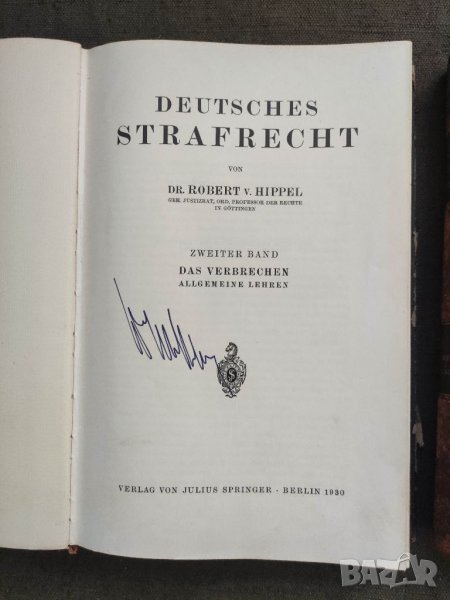 DEUTSCHES
STRAFRECHT
VON
DR. ROBERT V. HIPPEL
GEH. JUSTIZRAT, ORD. PROFESSOR DER RECHTE
IN GÖTTINGEN
ZWEITER BAND
DAS VERBRECHEN
ALLGEMEINE LEHREN
S
VERLAG VON JULIUS SPRINGER · BERLIN 1930
BAZAR